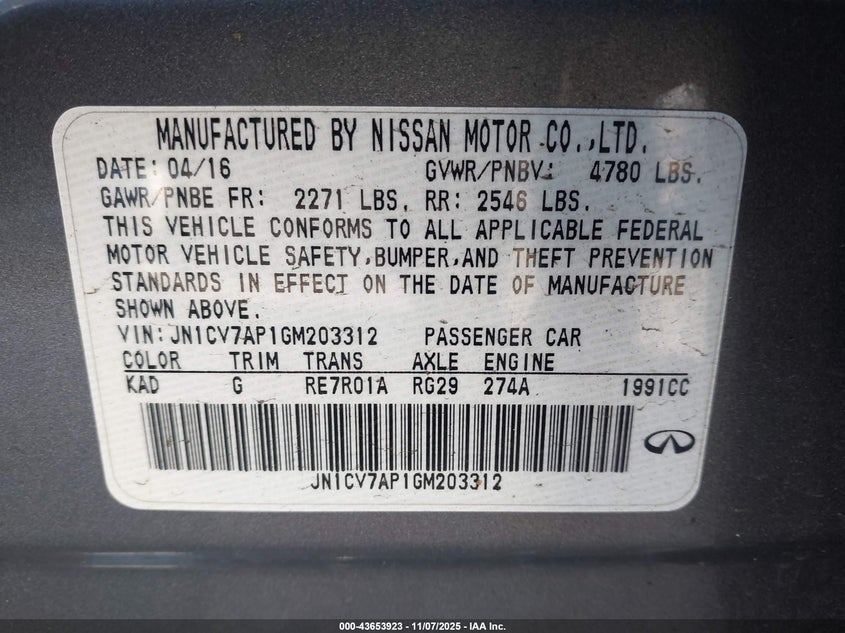 MANUFACTURED BY NISSAN MOTOR CO.,LTD.
DATE: 04/16 GVWR/PNBV: 4780 LBS.
GAWR/PNBE FR: 2271 LBS. RR: 2546 LBS.
THIS VEHICLE CONFORMS TO ALL APPLICABLE FEDERAL
MOTOR VEHICLE SAFETY,BUMPER,AND THEFT PREVENTION
STANDARDS IN EFFECT ON THE DATE OF MANUFACTURE
SHOWN ABOVE.
VIN:JN1CV7AP1GM203312 PASSENGER CAR
COLOR TRIM TRANS AXLE ENGINE
KAD G RE7R01A RG29 274A 1991CC
JN1CV7AP1GM203312
000-43653923 - 11/07/2025 - IAA Inc.